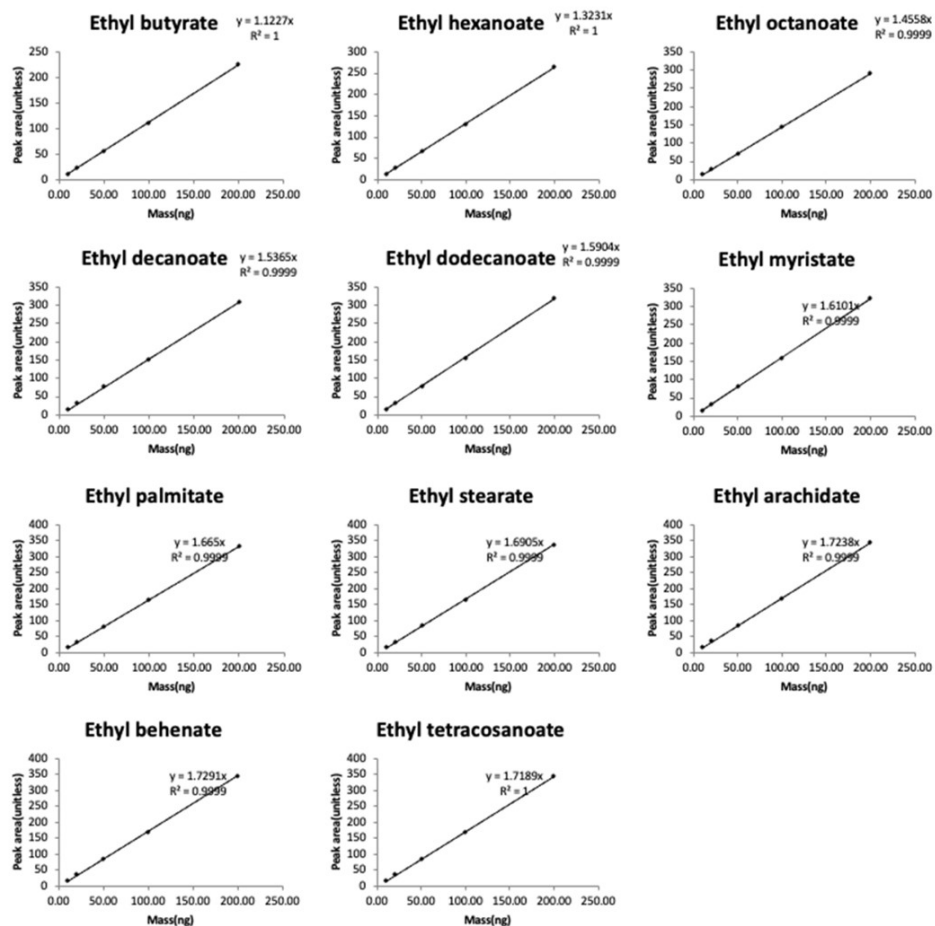 Ethyl butyrate
y = 1.1227x
R² = 1
250
200
150
100
50
0
Peak area(unitless)
0.00 50.00 100.00 150.00 200.00 250.00
Mass(ng)
Ethyl hexanoate
y = 1.3231x
R² = 1
300
250
200
150
100
50
0
Peak area(unitless)
0.00 50.00 100.00 150.00 200.00 250.00
Mass(ng)
Ethyl octanoate
y = 1.4558x
R² = 0.9999
350
300
250
200
150
100
50
0
Peak area(unitless)
0.00 50.00 100.00 150.00 200.00 250.00
Mass(ng)
Ethyl decanoate
y = 1.5365x
R² = 0.9999
350
300
250
200
150
100
50
0
Peak area(unitless)
0.00 50.00 100.00 150.00 200.00 250.00
Mass(ng)
Ethyl dodecanoate
y = 1.5904x
R² = 0.9999
350
300
250
200
150
100
50
0
Peak area(unitless)
0.00 50.00 100.00 150.00 200.00 250.00
Mass(ng)
Ethyl myristate
y = 1.6101x
R² = 0.9999
350
300
250
200
150
100
50
0
Peak area(unitless)
0.00 50.00 100.00 150.00 200.00 250.00
Mass(ng)
Ethyl palmitate
y = 1.665x
R² = 0.9999
400
350
300
250
200
150
100
50
0
Peak area(unitless)
0.00 50.00 100.00 150.00 200.00 250.00
Mass(ng)
Ethyl stearate
y = 1.6905x
R² = 0.9999
400
350
300
250
200
150
100
50
0
Peak area(unitless)
0.00 50.00 100.00 150.00 200.00 250.00
Mass(ng)
Ethyl arachidate
y = 1.7238x
R² = 0.9999
400
350
300
250
200
150
100
50
0
Peak area(unitless)
0.00 50.00 100.00 150.00 200.00 250.00
Mass(ng)
Ethyl behenate
y = 1.7291x
R² = 0.9999
400
350
300
250
200
150
100
50
0
Peak area(unitless)
0.00 50.00 100.00 150.00 200.00 250.00
Mass(ng)
Ethyl tetracosanoate
y = 1.7189x
R² = 1
400
350
300
250
200
150
100
50
0
Peak area(unitless)
0.00 50.00 100.00 150.00 200.00 250.00
Mass(ng)